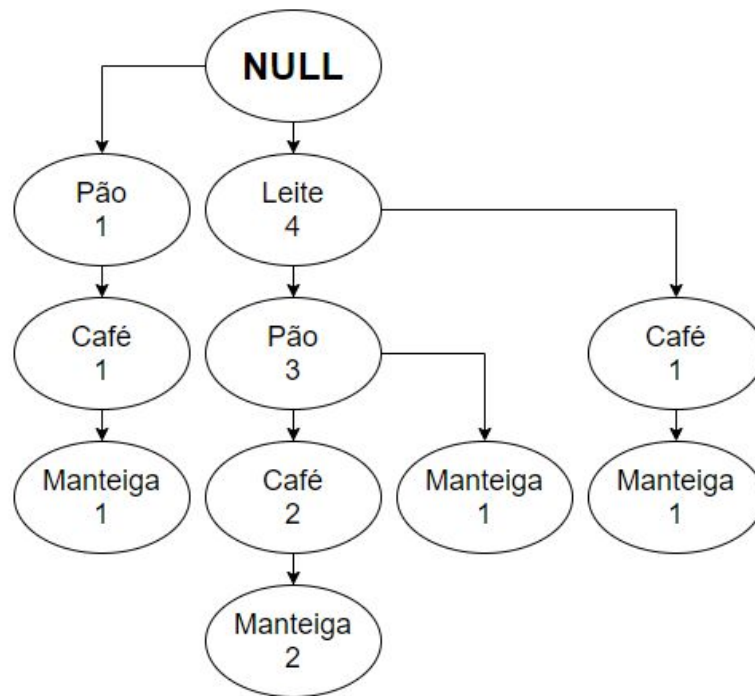 NULL
Pão
1
Leite
4
Café
1
Pão
3
Café
1
Manteiga
1
Café
2
Manteiga
1
Manteiga
1
Manteiga
2